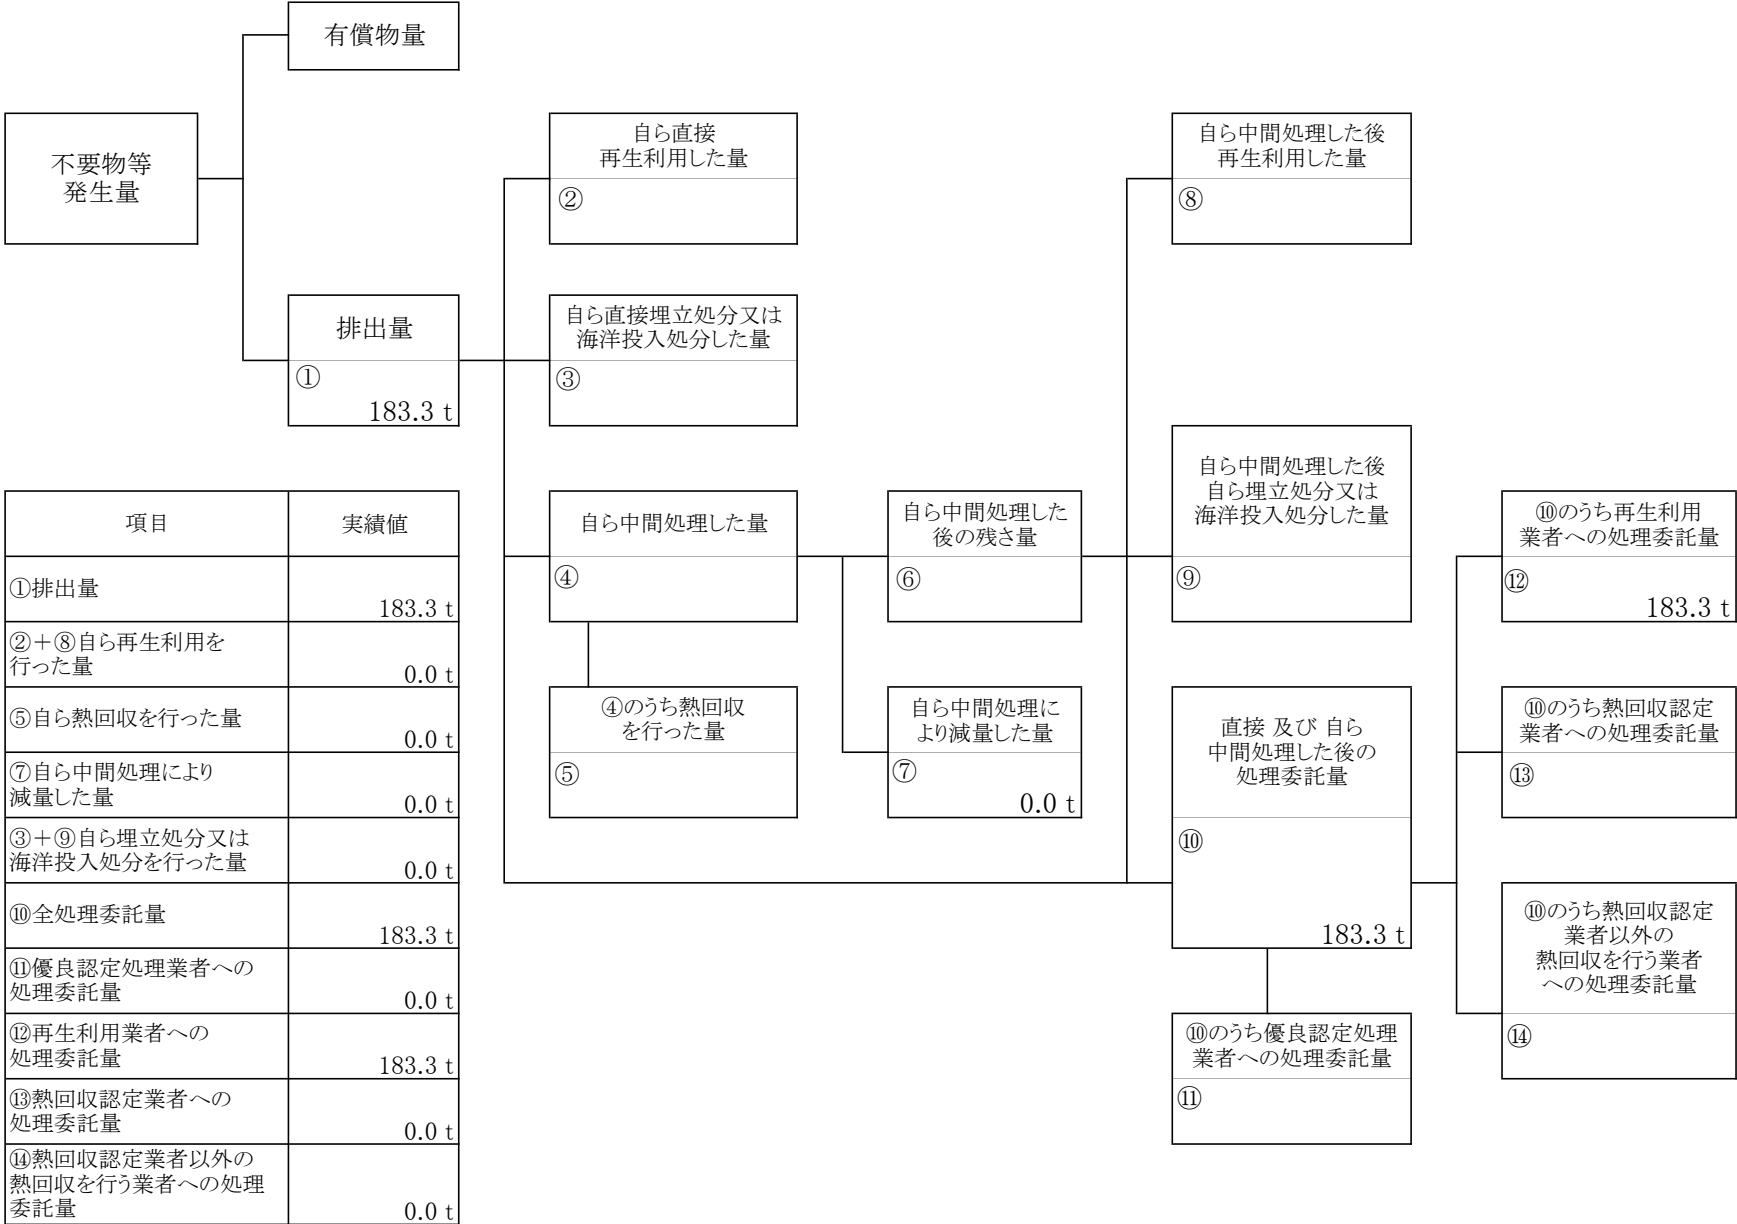 有償物量
不要物等
発生量
自ら直接
再生利用した量
②
自ら中間処理した後
再生利用した量
⑧
排出量
①
183.3 t
自ら直接埋立処分又は
海洋投入処分した量
③
自ら中間処理した量
④
自ら中間処理した
後の残さ量
⑥
自ら中間処理した後
自ら埋立処分又は
海洋投入処分した量
⑨
⑩のうち再生利用
業者への処理委託量
⑫
183.3 t
④のうち熱回収
を行った量
⑤
自ら中間処理に
より減量した量
⑦
0.0 t
直接 及び 自ら
中間処理した後の
処理委託量
⑩
183.3 t
⑩のうち熱回収認定
業者への処理委託量
⑬
⑩のうち熱回収認定
業者以外の
熱回収を行う業者
への処理委託量
⑭
⑩のうち優良認定処理
業者への処理委託量
⑪
項目 実績値
①排出量
183.3 t
②＋⑧自ら再生利用を
行った量
0.0 t
⑤自ら熱回収を行った量
0.0 t
⑦自ら中間処理により
減量した量
0.0 t
③＋⑨自ら埋立処分又は
海洋投入処分を行った量
0.0 t
⑩全処理委託量
183.3 t
⑪優良認定処理業者への
処理委託量
0.0 t
⑫再生利用業者への
処理委託量
183.3 t
⑬熱回収認定業者への
処理委託量
0.0 t
⑭熱回収認定業者以外の
熱回収を行う業者への処理
委託量
0.0 t